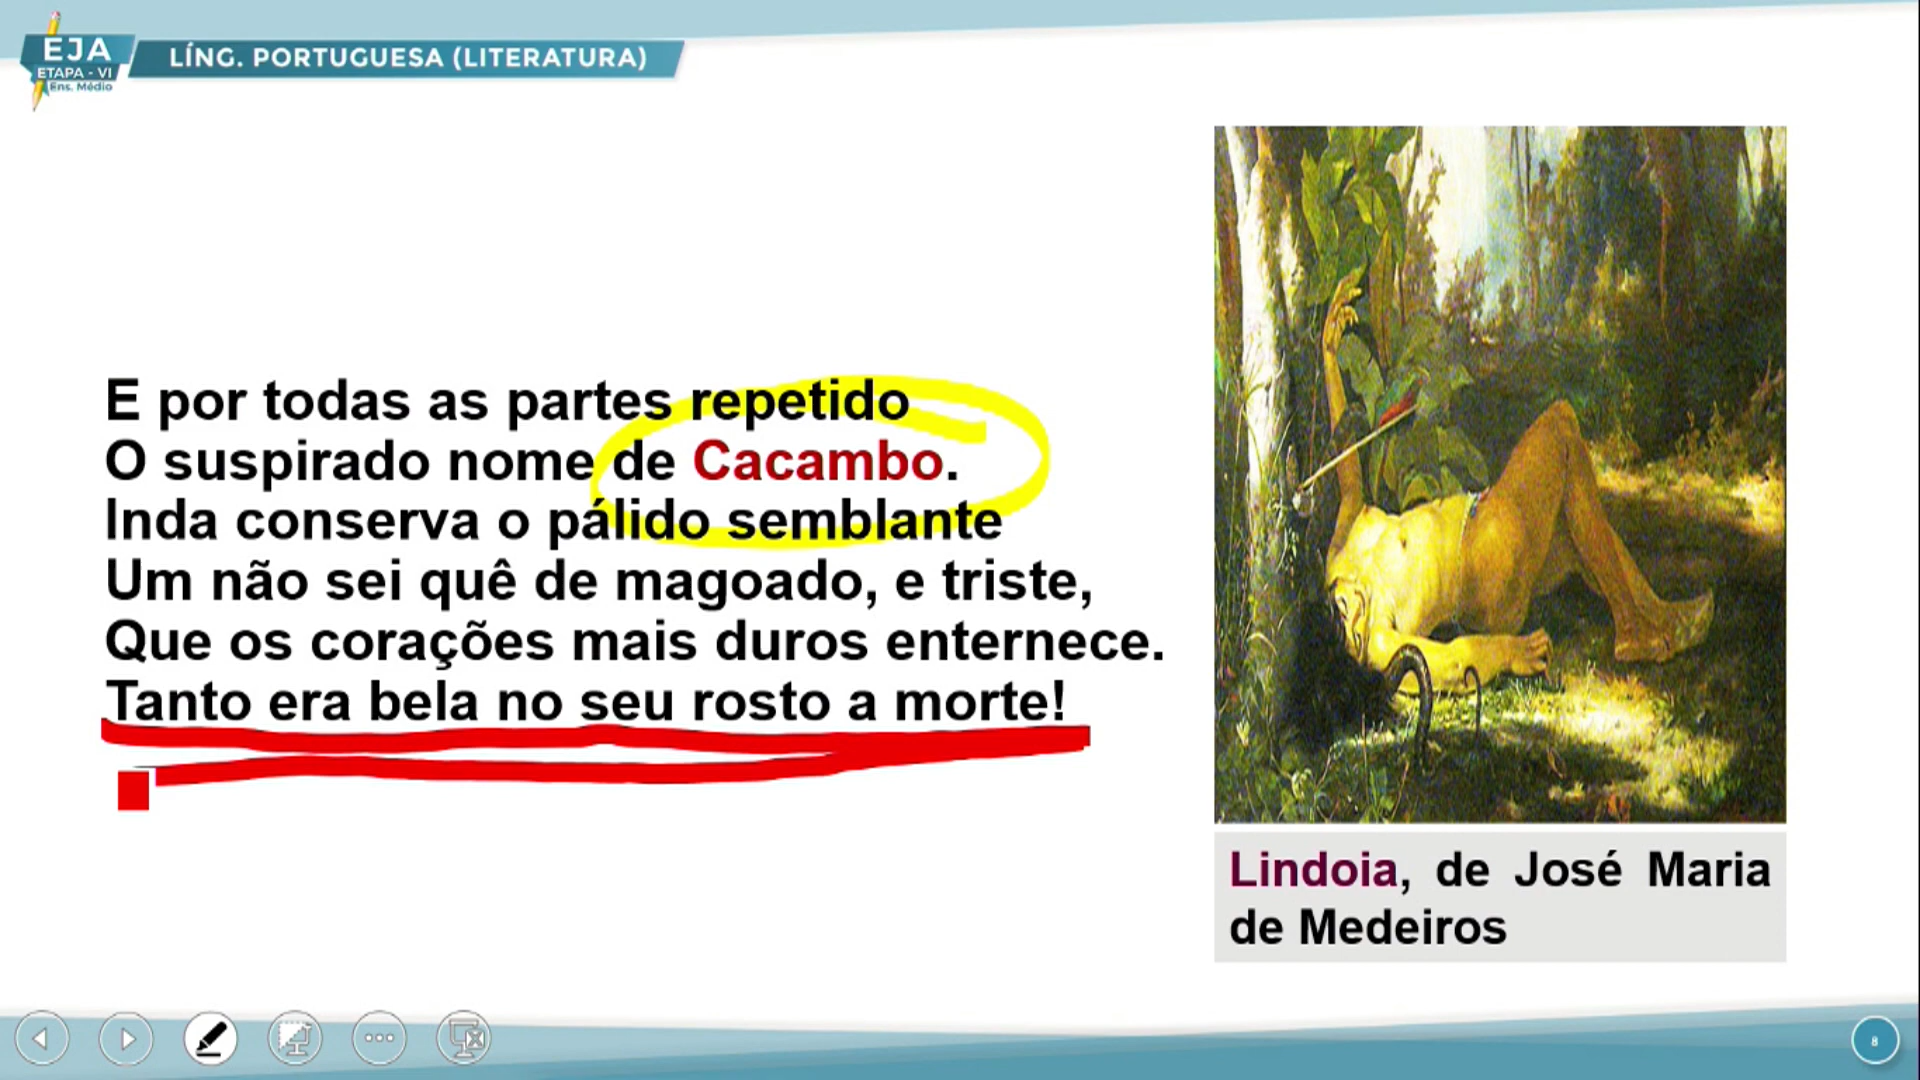 EJA
ETAPA - VI
Ens. Médio
LÍNG. PORTUGUESA (LITERATURA)
E por todas as partes repetido
O suspirado nome de Cacambo.
Inda conserva o pálido semblante
Um não sei quê de magoado, e triste,
Que os corações mais duros enternece.
Tanto era bela no seu rosto a morte!
Lindoia, de José Maria
de Medeiros
8